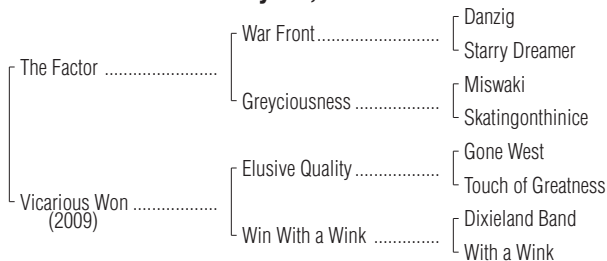 Danzig
War Front
Starry Dreamer
The Factor
Miswaki
Greyciousness
Skatingonthinice
Gone West
Elusive Quality
Touch of Greatness
Vicarious Won
(2009)
Dixieland Band
Win With a Wink
With a Wink